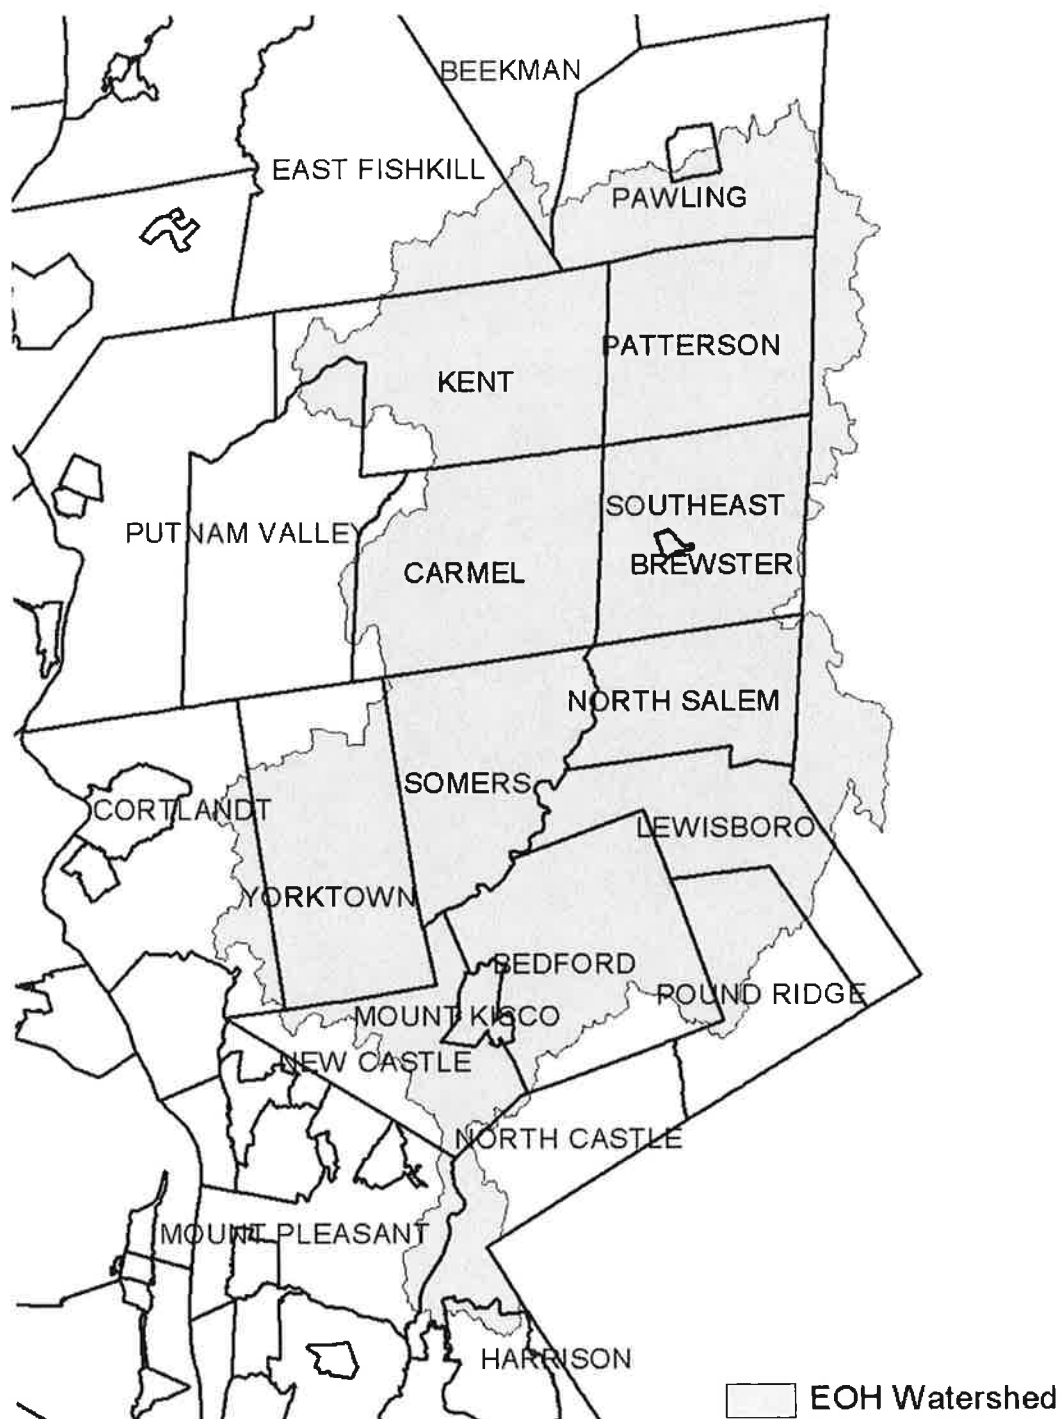 BEEKMAN
EAST FISHKILL
PAWLING
PATTERSON
KENT
SOUTHEAST
PUTNAM VALLEY
BREWSTER
CARMEL
NORTH SALEM
SOMERS
CORTLANDT
LEWISBORO
YORKTOWN
BEDFORD
POUND RIDGE
MOUNT KISCO
NEW CASTLE
NORTH CASTLE
MOUNT PLEASANT
HARRISON
EOH Watershed